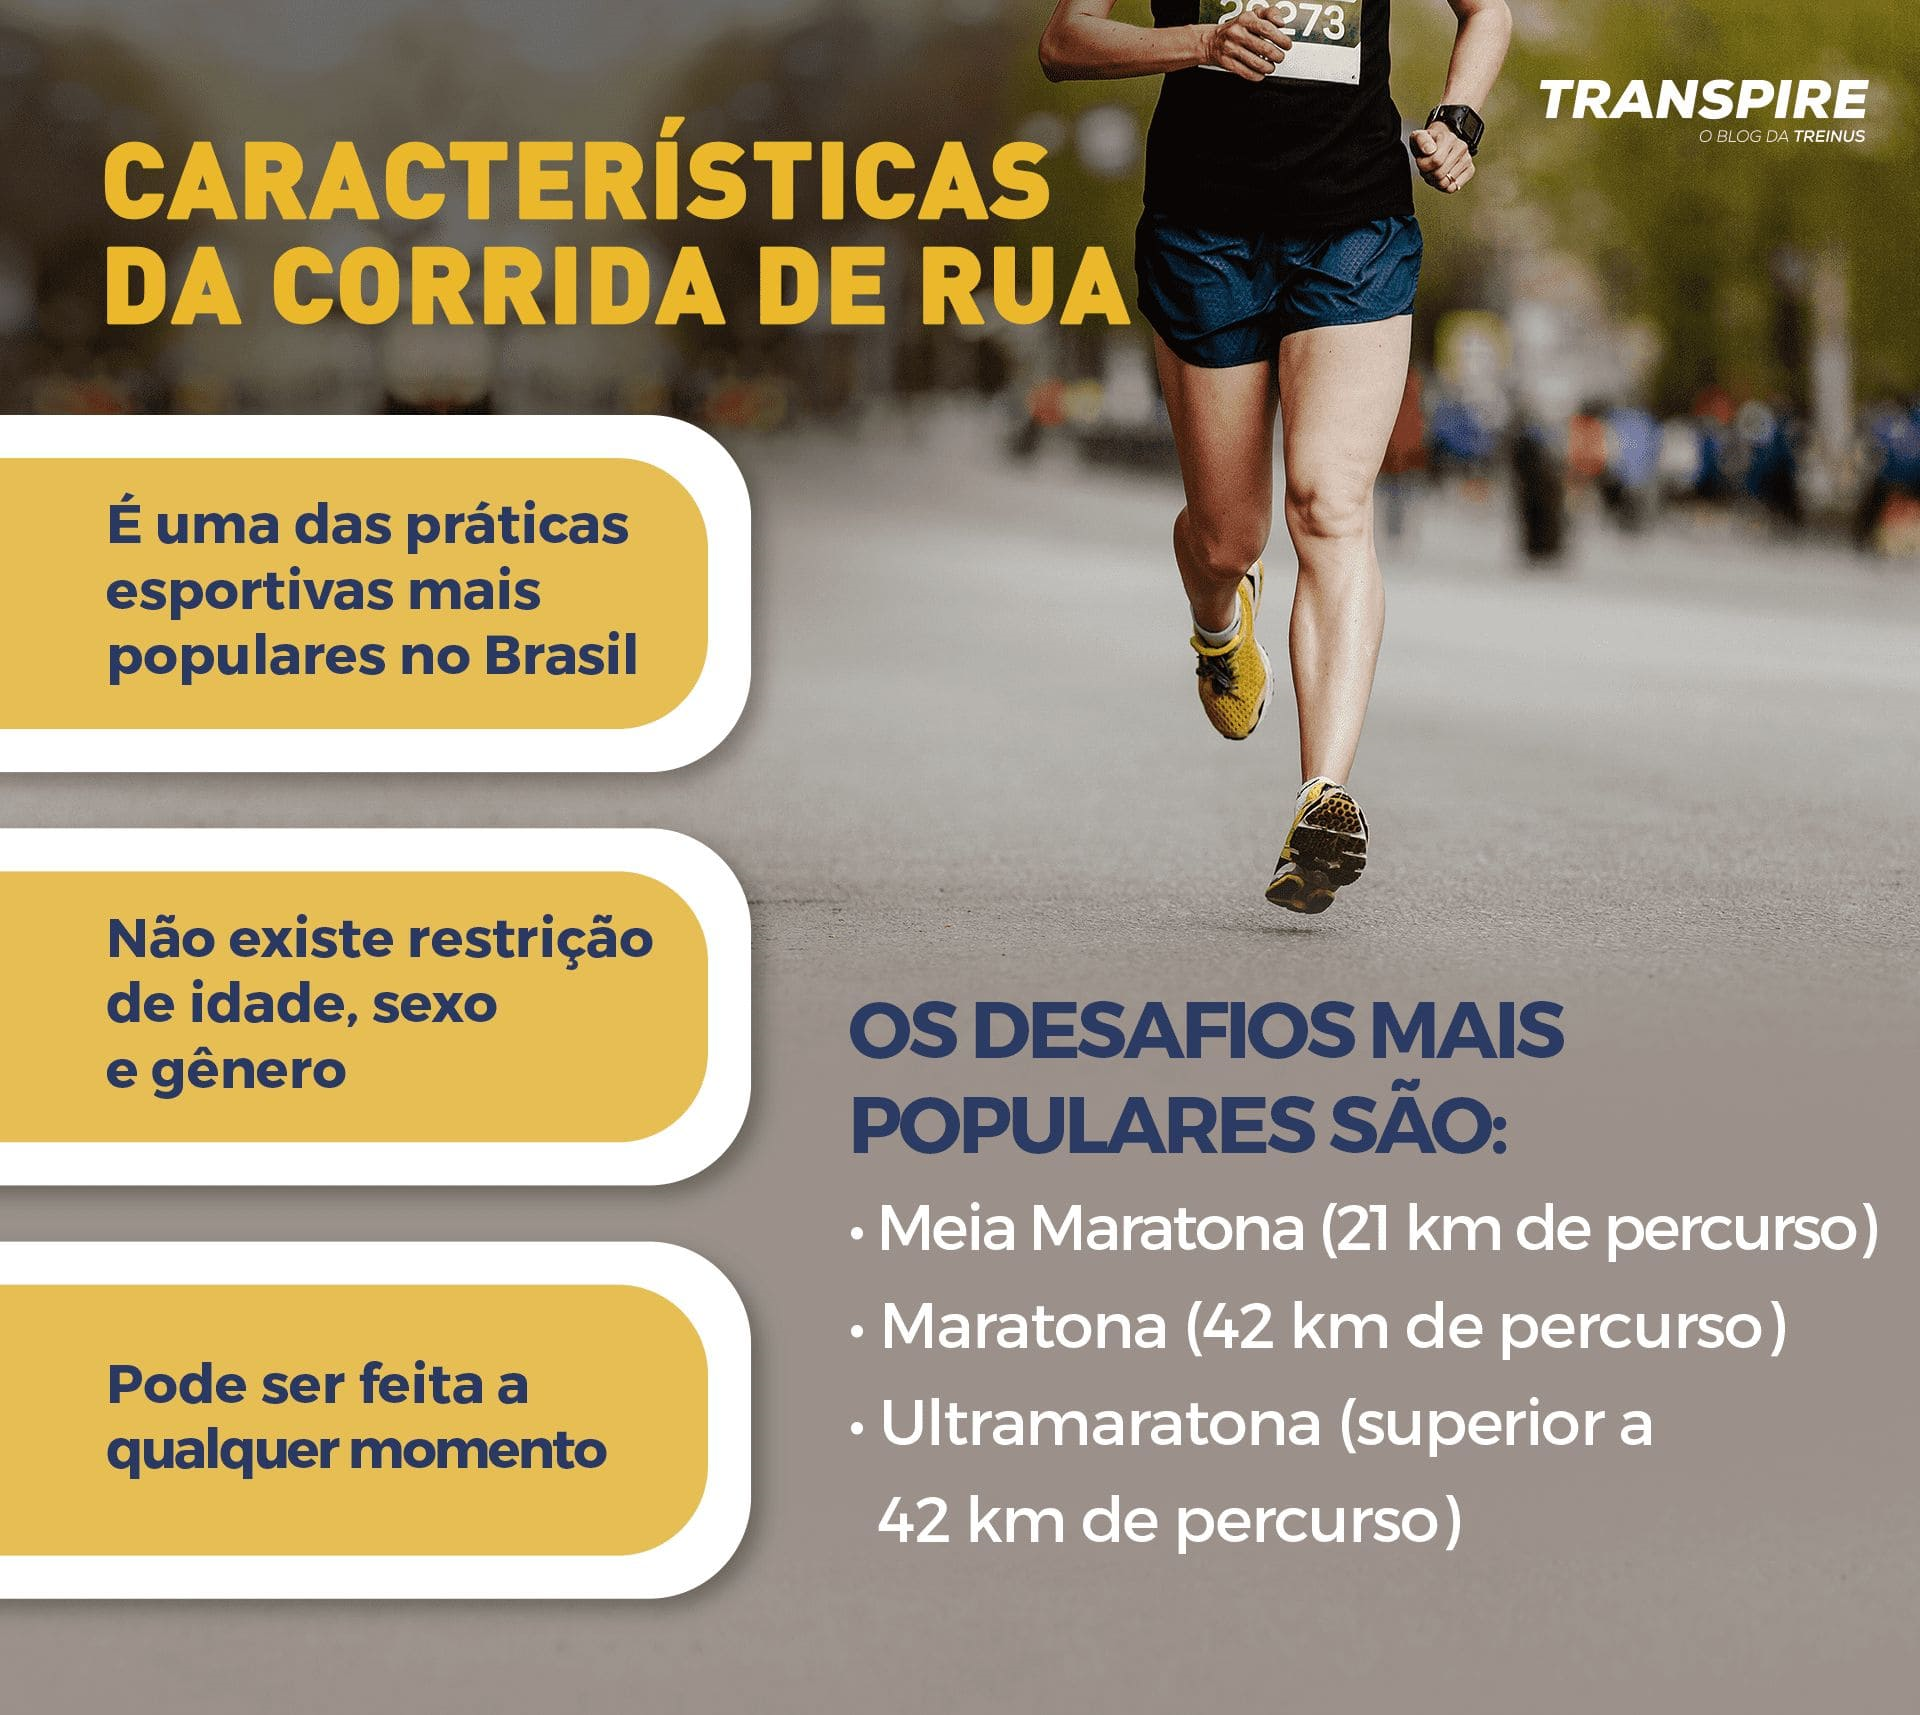 TRANSPIRE
O BLOG DA TREINUS
CARACTERÍSTICAS
DA CORRIDA DE RUA
É uma das práticas
esportivas mais
populares no Brasil
Não existe restrição
de idade, sexo
e gênero
Pode ser feita a
qualquer momento
OS DESAFIOS MAIS
POPULARES SÃO:
• Meia Maratona (21 km de percurso)
• Maratona (42 km de percurso)
• Ultramaratona (superior a
42 km de percurso)